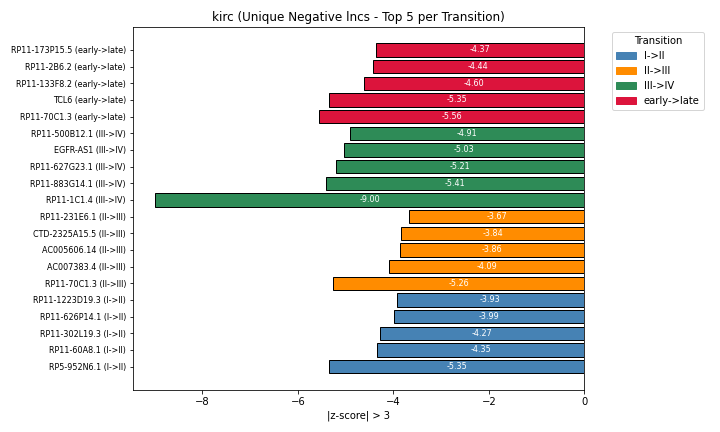 kirc (Unique Negative lncs - Top 5 per Transition)
RP11-173P15.5 (early->late) -4.37
RP11-2B6.2 (early->late) -4.44
RP11-133F8.2 (early->late) -4.60
TCL6 (early->late) -5.35
RP11-70C1.3 (early->late) -5.56
RP11-500B12.1 (III->IV) -4.91
EGFR-AS1 (III->IV) -5.03
RP11-627G23.1 (III->IV) -5.21
RP11-883G14.1 (III->IV) -5.41
RP11-1C1.4 (III->IV) -9.00
RP11-231E6.1 (II->III) -3.67
CTD-2325A15.5 (II->III) -3.84
AC005606.14 (II->III) -3.86
AC007383.4 (II->III) -4.09
RP11-70C1.3 (II->III) -5.26
RP11-1223D19.3 (I->II) -3.93
RP11-626P14.1 (I->II) -3.99
RP11-302L19.3 (I->II) -4.27
RP11-60A8.1 (I->II) -4.35
RP5-952N6.1 (I->II) -5.35
−8 −6 −4 −2 0
|z-score| > 3
Transition
I->II
II->III
III->IV
early->late